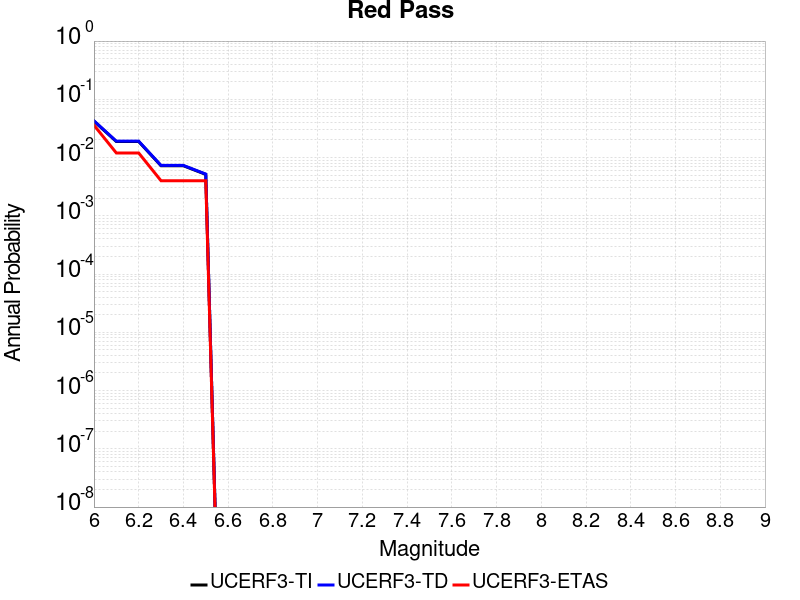 Red Pass
10^0
10^-1
10^-2
10^-3
10^-4
10^-5
10^-6
10^-7
10^-8
Annual Probability
6 6.2 6.4 6.6 6.8 7 7.2 7.4 7.6 7.8 8 8.2 8.4 8.6 8.8 9
Magnitude
UCERF3-TI UCERF3-TD UCERF3-ETAS